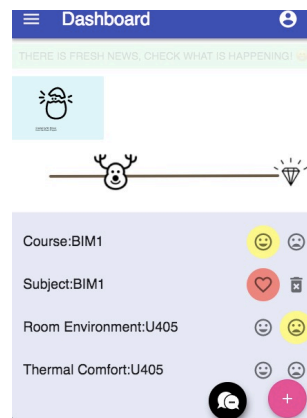 Dashboard
THERE IS FRESH NEWS, CHECK WHAT IS HAPPENING!
Course:BIM1
Subject:BIM1
Room Environment:U405
Thermal Comfort:U405